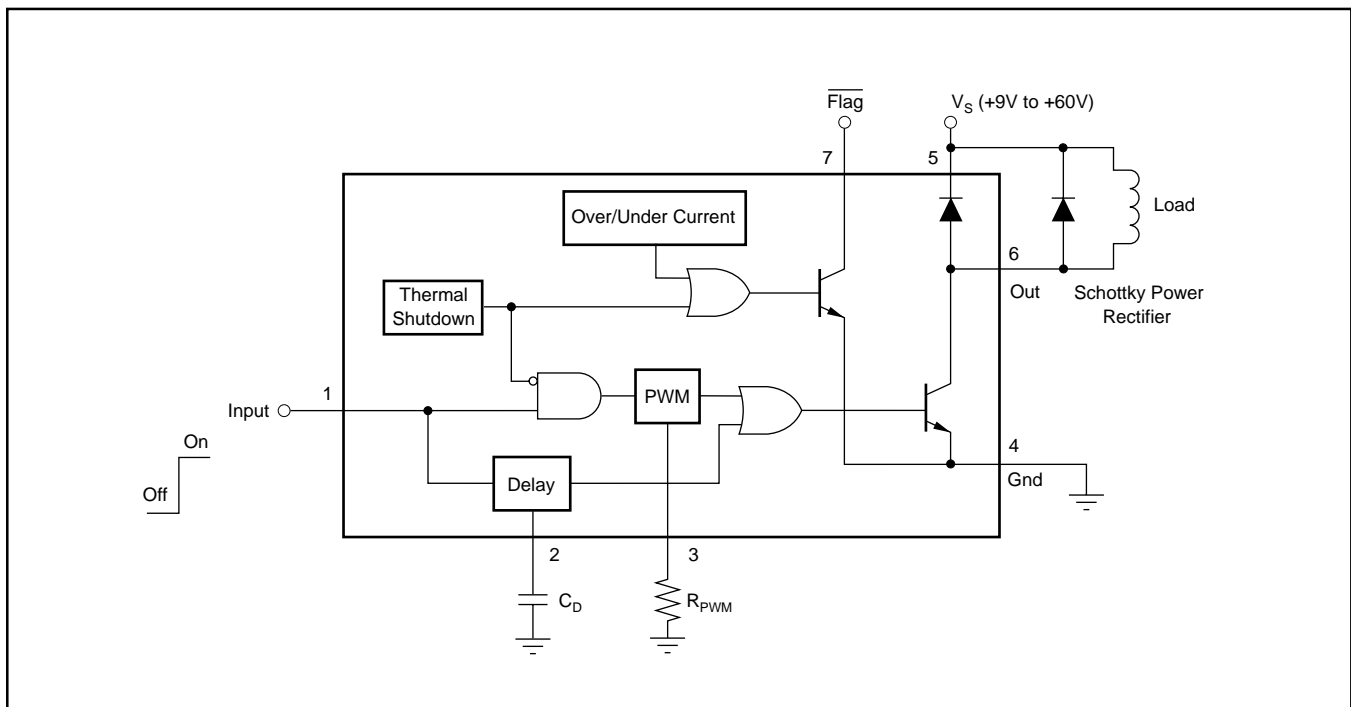 Flag
V_S (+9V to +60V)
7
5
Over/Under Current
Load
6
Out
Thermal
Shutdown
Schottky Power
Rectifier
1
PWM
Input
On
4
Gnd
Off
Delay
2
3
C_D
R_PWM